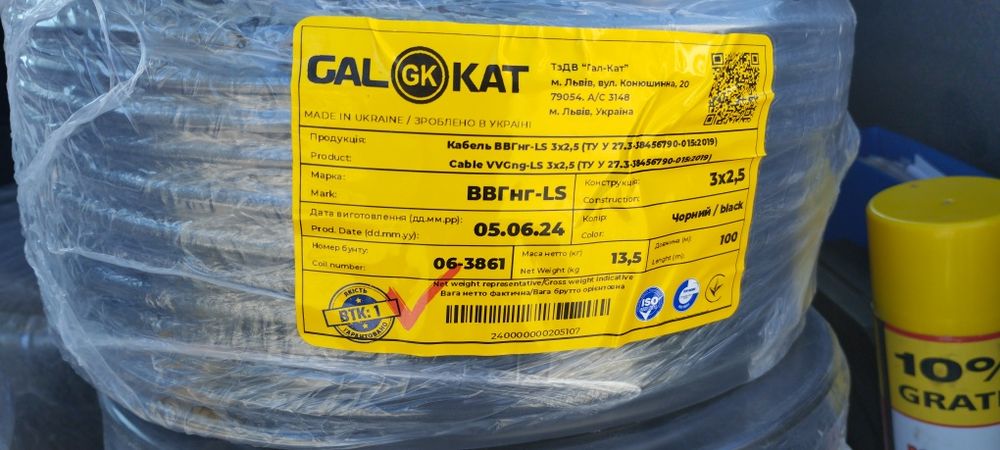 GAL GK KAT
MADE IN UKRAINE / ЗРОБЛЕНО В УКРАЇНІ
ТзДВ "Гал-Кат"
м. Львів, вул. Конюшинна, 20
79054. А/С 3148
м. Львів, Україна
Продукція: Кабель ВВГнг-LS 3х2,5 (ТУ У 27.3-38456790-015:2019)
Product: Cable VVGng-LS 3x2,5 (ТУ У 27.3-38456790-015:2019)
Марка:
Mark:
ВВГнг-LS
Конструкція:
Construction:
3х2,5
Дата виготовлення (дд.мм.рр):
Prod. Date (dd.mm.yy):
05.06.24
Колір:
Color:
Чорний / black
Номер бунту:
Coil number:
06-3861
Маса нетто (кг)
Net Weight (kg
13,5
Довжина (м):
Lenght (m):
100
Net weight representative/Gross weight indicative
Вага нетто фактична/Вага брутто орієнтовна
ЯКІСТЬ
ВТК: 1
ГАРАНТОВАНО
240000000205107
ISO
10%
GRATI